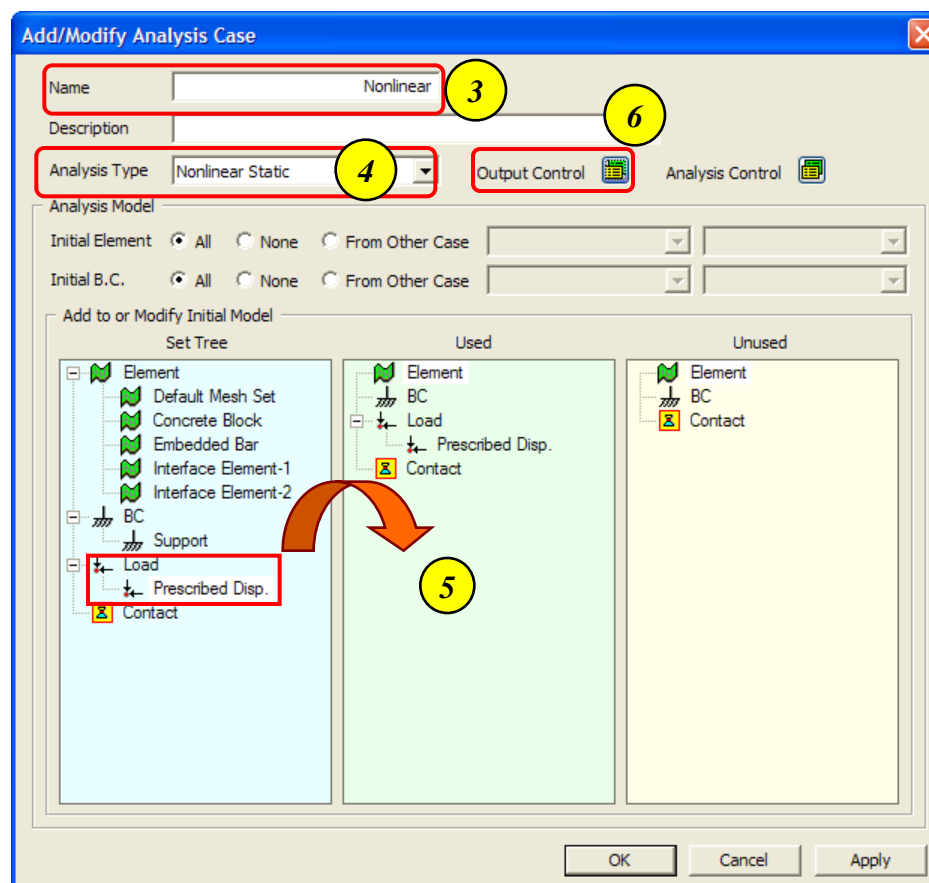 Add/Modify Analysis Case
Name Nonlinear 3
Description 6
Analysis Type Nonlinear Static 4 Output Control Analysis Control
Analysis Model
Initial Element All None From Other Case
Initial B.C. All None From Other Case
Add to or Modify Initial Model
Set Tree Used Unused
Element
Default Mesh Set
Concrete Block
Embedded Bar
Interface Element-1
Interface Element-2
BC
Support
Load
Prescribed Disp.
Contact
Element
BC
Load
Prescribed Disp.
Contact
5
Element
BC
Contact
OK Cancel Apply